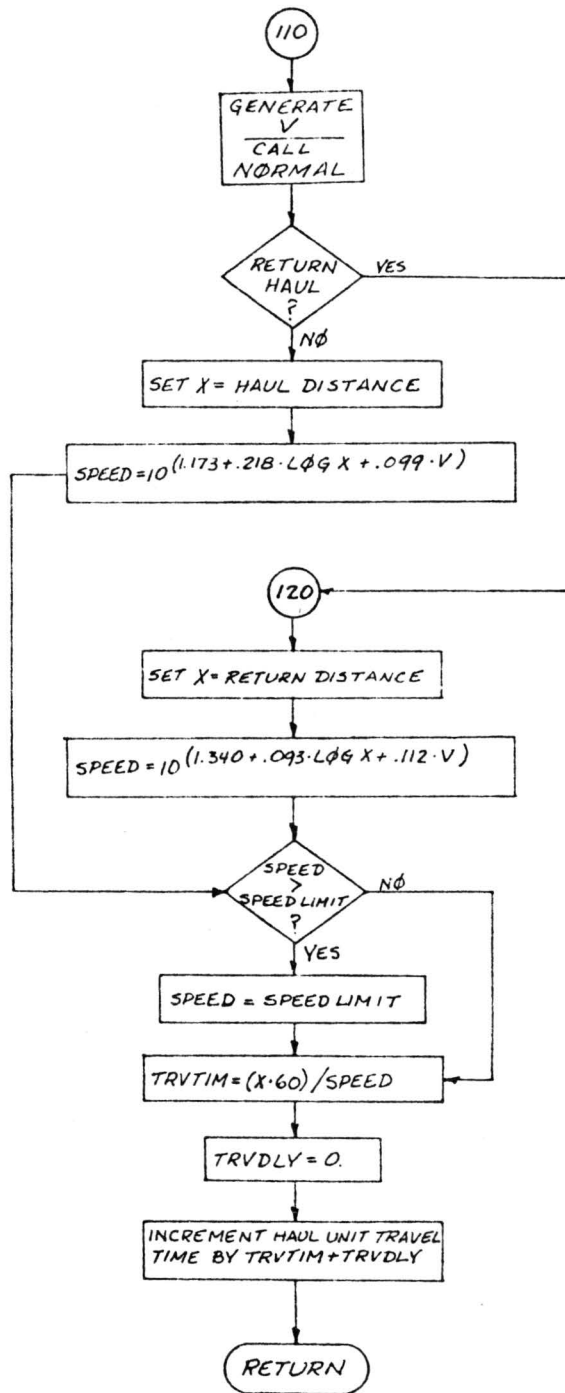 110
GENERATE
V
CALL
NØRMAL
RETURN
HAUL
?
YES
NØ
SET X = HAUL DISTANCE
SPEED = 10^(1.173 + .218 · LØG X + .099 · V)
120
SET X = RETURN DISTANCE
SPEED = 10^(1.340 + .093 · LØG X + .112 · V)
SPEED
>
SPEED LIMIT
?
NØ
YES
SPEED = SPEED LIMIT
TRVTIM = (X · 60) / SPEED
TRVDLY = 0.
INCREMENT HAUL UNIT TRAVEL
TIME BY TRVTIM + TRVDLY
RETURN